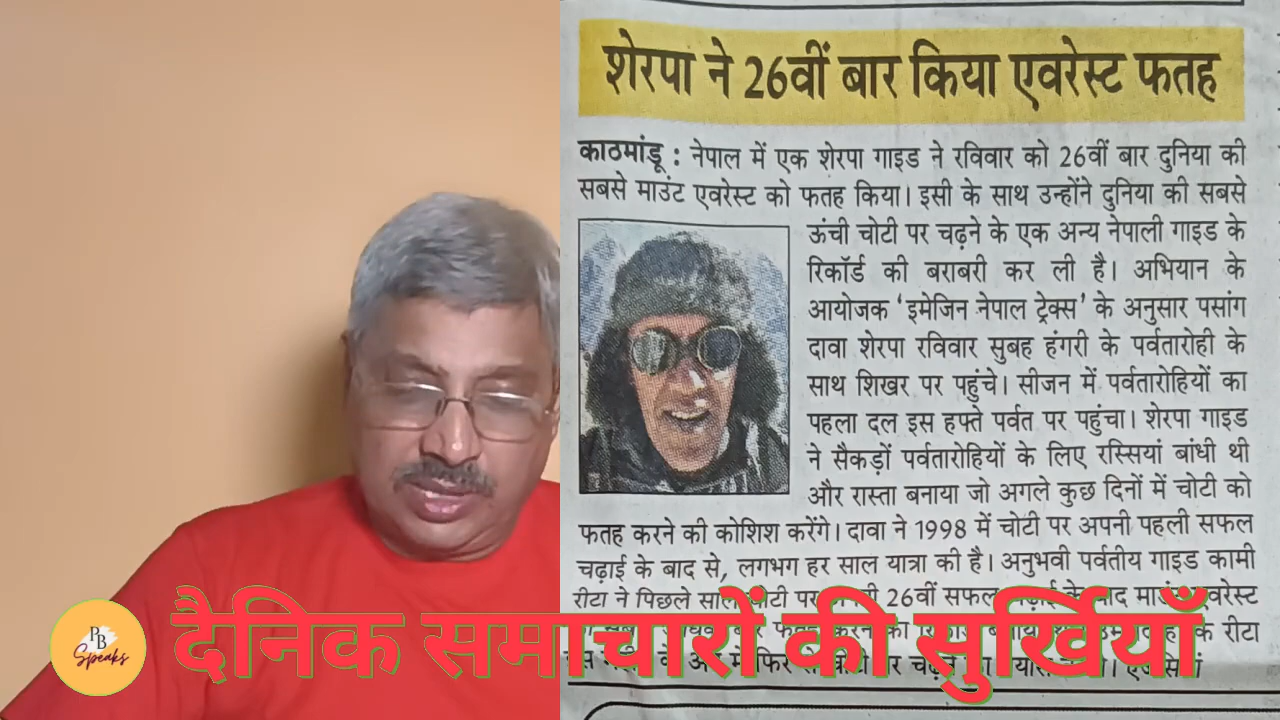 शेरपा ने 26वीं बार किया एवरेस्ट फतह
काठमांडू : नेपाल में एक शेरपा गाइड ने रविवार को 26वीं बार दुनिया की
सबसे माउंट एवरेस्ट को फतह किया। इसी के साथ उन्होंने दुनिया की सबसे
ऊंची चोटी पर चढ़ने के एक अन्य नेपाली गाइड के
रिकॉर्ड की बराबरी कर ली है। अभियान के
आयोजक ‘इमेजिन नेपाल ट्रेक्स’ के अनुसार पसांग
दावा शेरपा रविवार सुबह हंगरी के पर्वतारोही के
साथ शिखर पर पहुंचे। सीजन में पर्वतारोहियों का
पहला दल इस हफ्ते पर्वत पर पहुंचा। शेरपा गाइड
ने सैकड़ों पर्वतारोहियों के लिए रस्सियां बांधी थी
और रास्ता बनाया जो अगले कुछ दिनों में चोटी को
फतह करने की कोशिश करेंगे। दावा ने 1998 में चोटी पर अपनी पहली सफल
चढ़ाई के बाद से, लगभग हर साल यात्रा की है। अनुभवी पर्वतीय गाइड कामी
रीटा ने पिछले साल चोटी पर 26वीं सफल
रीटा
PB
Speaks
दैनिक समाचारों की सुर्खियाँ